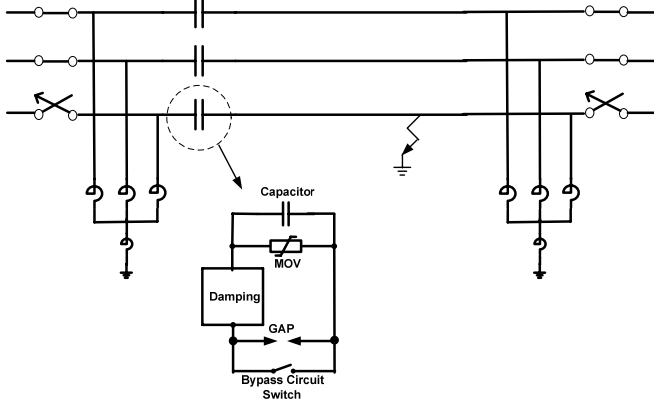 Capacitor
MOV
Damping
GAP
Bypass Circuit
Switch